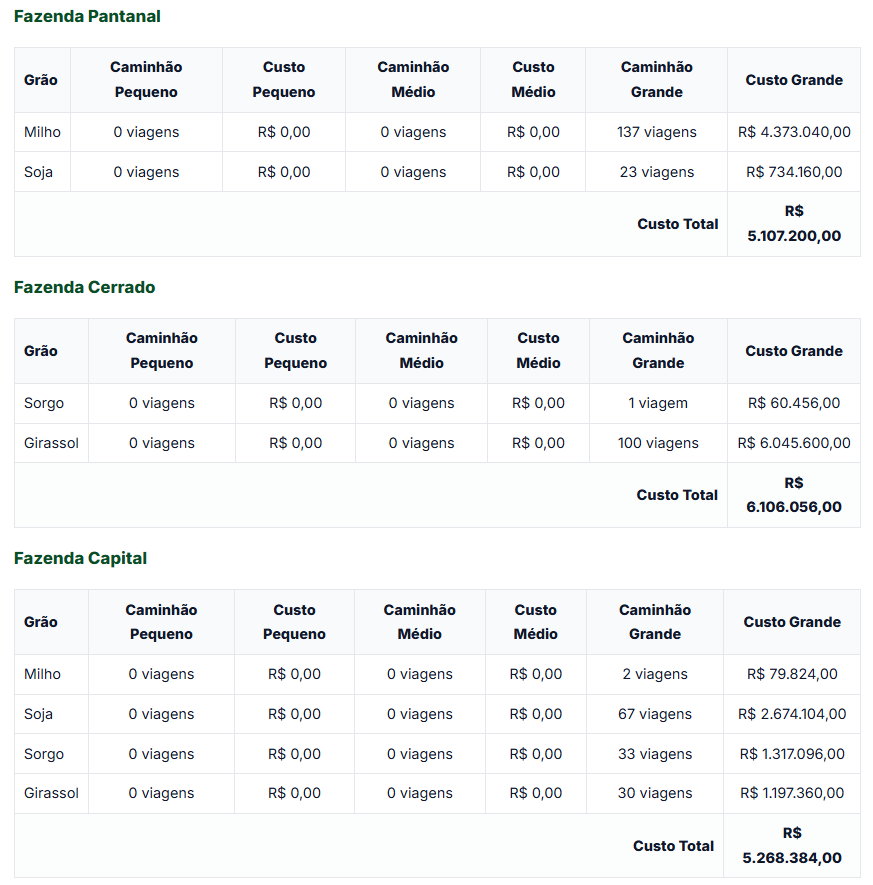 Fazenda Pantanal
Grão | Caminhão Pequeno | Custo Pequeno | Caminhão Médio | Custo Médio | Caminhão Grande | Custo Grande
Milho | 0 viagens | R$ 0,00 | 0 viagens | R$ 0,00 | 137 viagens | R$ 4.373.040,00
Soja | 0 viagens | R$ 0,00 | 0 viagens | R$ 0,00 | 23 viagens | R$ 734.160,00
Custo Total | R$ 5.107.200,00
Fazenda Cerrado
Grão | Caminhão Pequeno | Custo Pequeno | Caminhão Médio | Custo Médio | Caminhão Grande | Custo Grande
Sorgo | 0 viagens | R$ 0,00 | 0 viagens | R$ 0,00 | 1 viagem | R$ 60.456,00
Girassol | 0 viagens | R$ 0,00 | 0 viagens | R$ 0,00 | 100 viagens | R$ 6.045.600,00
Custo Total | R$ 6.106.056,00
Fazenda Capital
Grão | Caminhão Pequeno | Custo Pequeno | Caminhão Médio | Custo Médio | Caminhão Grande | Custo Grande
Milho | 0 viagens | R$ 0,00 | 0 viagens | R$ 0,00 | 2 viagens | R$ 79.824,00
Soja | 0 viagens | R$ 0,00 | 0 viagens | R$ 0,00 | 67 viagens | R$ 2.674.104,00
Sorgo | 0 viagens | R$ 0,00 | 0 viagens | R$ 0,00 | 33 viagens | R$ 1.317.096,00
Girassol | 0 viagens | R$ 0,00 | 0 viagens | R$ 0,00 | 30 viagens | R$ 1.197.360,00
Custo Total | R$ 5.268.384,00